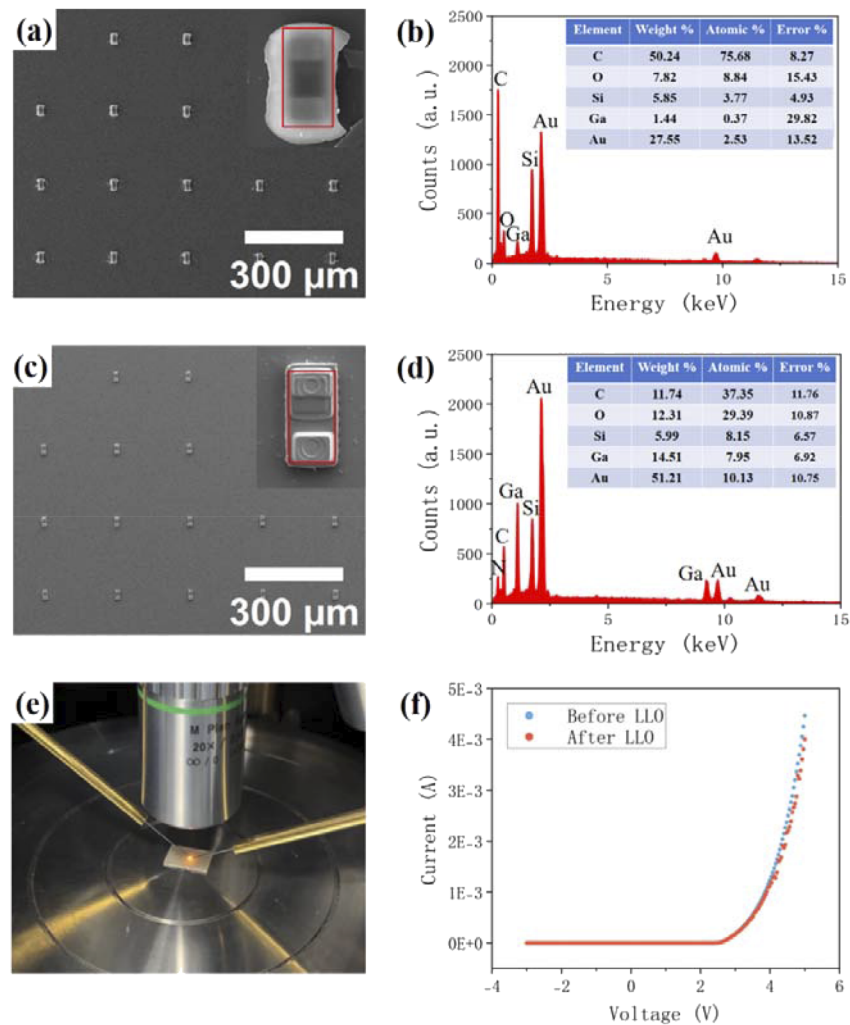 (a)
300 µm
(b)
Counts (a.u.)
2500
2000
1500
1000
500
0
C
O
Ga
Si
Au
Au
0
5
10
15
Energy (keV)
Element Weight % Atomic % Error %
C 50.24 75.68 8.27
O 7.82 8.84 15.43
Si 5.85 3.77 4.93
Ga 1.44 0.37 29.82
Au 27.55 2.53 13.52
(c)
300 µm
(d)
Counts (a.u.)
2500
2000
1500
1000
500
0
N
C
Ga
Si
Au
Ga
Au
Au
0
5
10
15
Energy (keV)
Element Weight % Atomic % Error %
C 11.74 37.35 11.76
O 12.31 29.39 10.87
Si 5.99 8.15 6.57
Ga 14.51 7.95 6.92
Au 51.21 10.13 10.75
(e)
M
20X
∞/0
(f)
Current (A)
5E-3
4E-3
3E-3
2E-3
1E-3
0E+0
Before LLO
After LLO
-4
-2
0
2
4
6
Voltage (V)